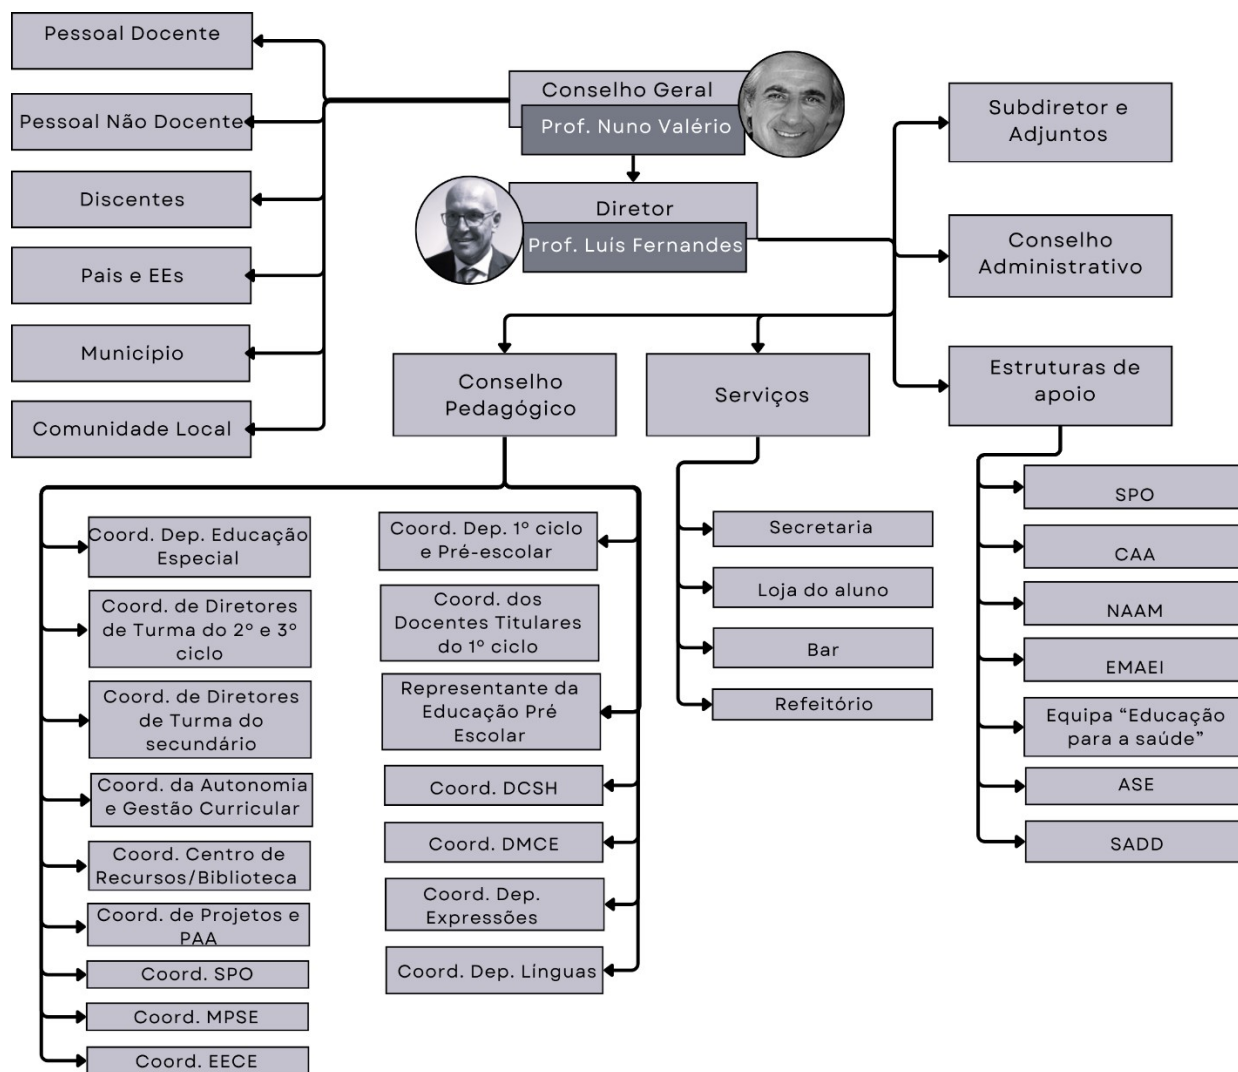 Pessoal Docente
Pessoal Não Docente
Discentes
Pais e EEs
Município
Comunidade Local
Conselho Geral
Prof. Nuno Valério
Diretor
Prof. Luis Fernandes
Subdiretor e
Adjuntos
Conselho
Administrativo
Estruturas de
apoio
Conselho
Pedagógico
Serviços
Coord. Dep. Educação
Especial
Coord. de Diretores
de Turma do 2º e 3º
ciclo
Coord. de Diretores
de Turma do
secundário
Coord. da Autonomia
e Gestão Curricular
Coord. Centro de
Recursos/Biblioteca
Coord. de Projetos e
PAA
Coord. SPO
Coord. MPSE
Coord. EECE
Coord. Dep. 1º ciclo
e Pré-escolar
Coord. dos
Docentes Titulares
do 1º ciclo
Representante da
Educação Pré
Escolar
Coord. DCSH
Coord. DMCE
Coord. Dep.
Expressões
Coord. Dep. Línguas
Secretaria
Loja do aluno
Bar
Refeitório
SPO
CAA
NAAM
EMAEI
Equipa “Educação
para a saúde”
ASE
SADD